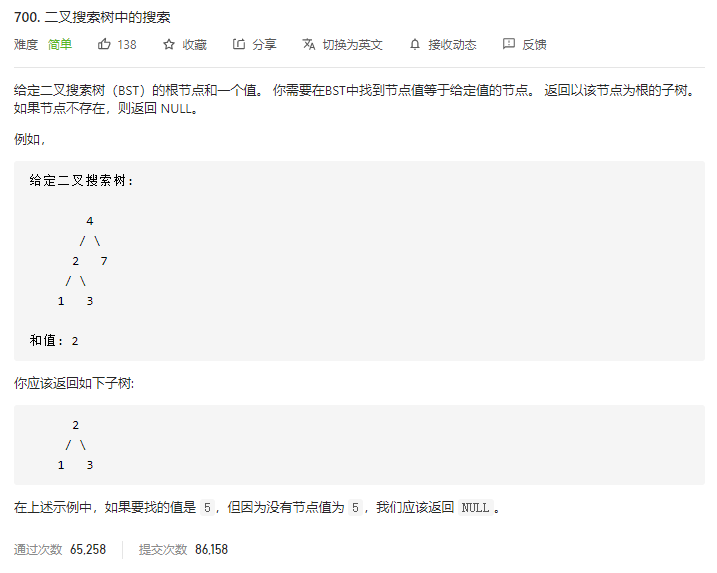 700. 二叉搜索树中的搜索
难度 简单 138 收藏 分享 切换为英文 接收动态 反馈
给定二叉搜索树（BST）的根节点和一个值。 你需要在BST中找到节点值等于给定值的节点。 返回以该节点为根的子树。
如果节点不存在，则返回 NULL。
例如，
给定二叉搜索树:
4
/ \
2 7
/ \
1 3
和值: 2
你应该返回如下子树:
2
/ \
1 3
在上述示例中，如果要找的值是 5，但因为没有节点值为 5，我们应该返回 NULL。
通过次数 65,258 提交次数 86,158